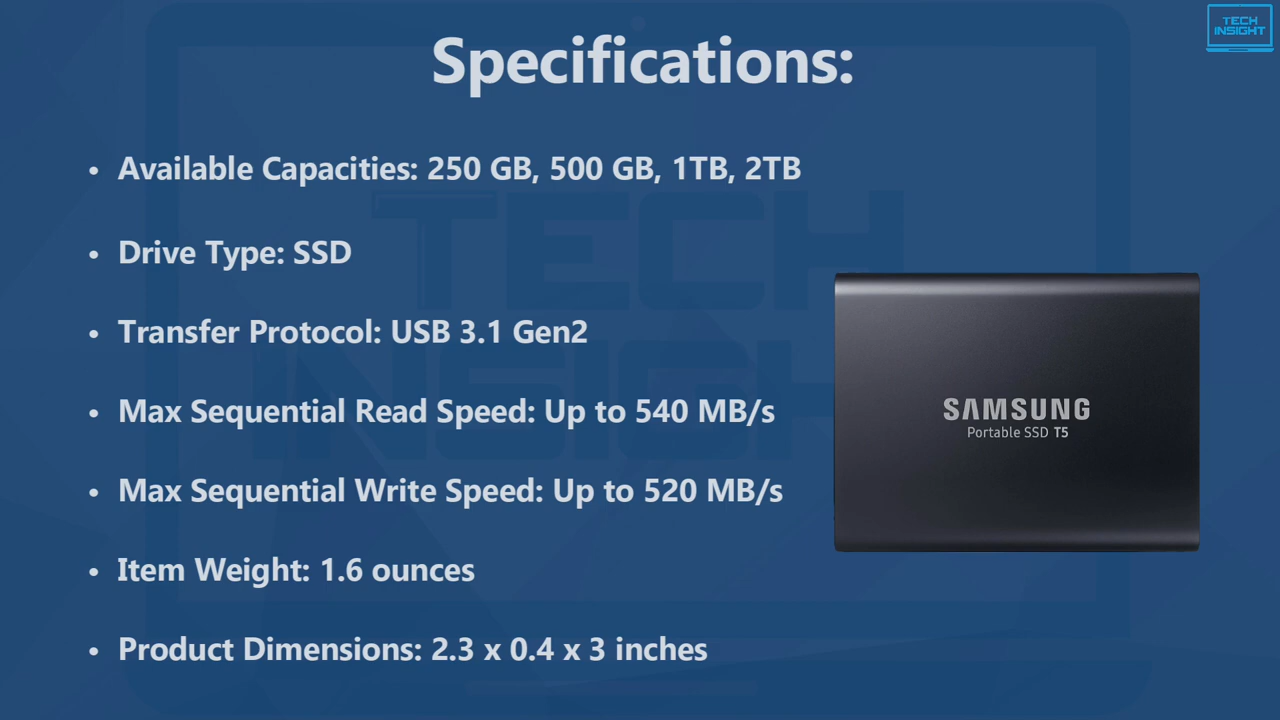 TECH
INSIGHT
Specifications:
• Available Capacities: 250 GB, 500 GB, 1TB, 2TB
• Drive Type: SSD
• Transfer Protocol: USB 3.1 Gen2
• Max Sequential Read Speed: Up to 540 MB/s
• Max Sequential Write Speed: Up to 520 MB/s
• Item Weight: 1.6 ounces
• Product Dimensions: 2.3 x 0.4 x 3 inches
SAMSUNG
Portable SSD T5
TECH
INSIGHT